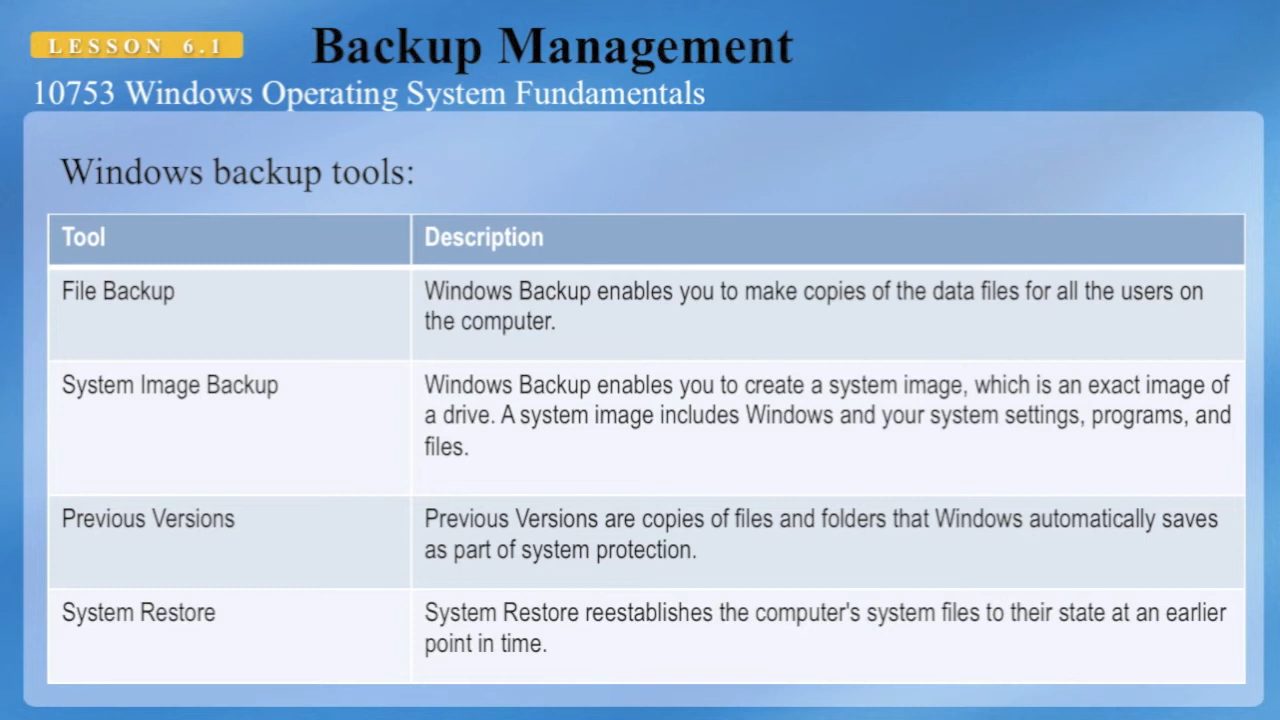 LESSON 6.1
Backup Management
10753 Windows Operating System Fundamentals
Windows backup tools:
Tool
Description
File Backup
Windows Backup enables you to make copies of the data files for all the users on
the computer.
System Image Backup
Windows Backup enables you to create a system image, which is an exact image of
a drive. A system image includes Windows and your system settings, programs, and
files.
Previous Versions
Previous Versions are copies of files and folders that Windows automatically saves
as part of system protection.
System Restore
System Restore reestablishes the computer's system files to their state at an earlier
point in time.